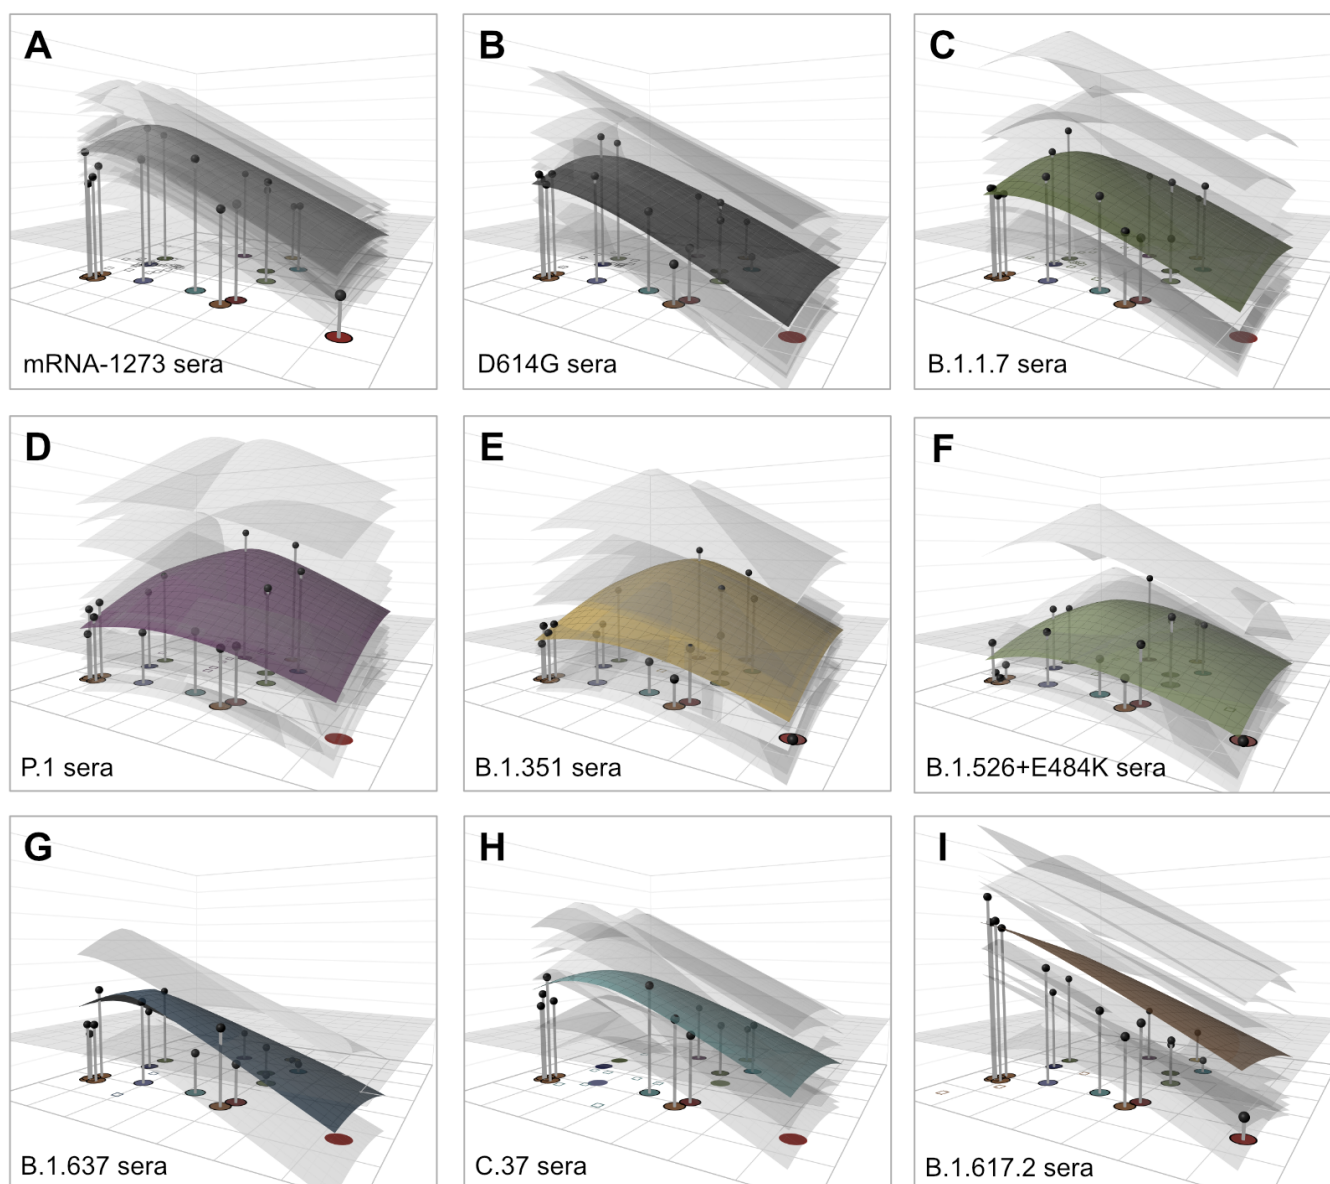 A
B
C
mRNA-1273 sera
D614G sera
B.1.1.7 sera
D
E
F
P.1 sera
B.1.351 sera
B.1.526+E484K sera
G
H
I
B.1.637 sera
C.37 sera
B.1.617.2 sera